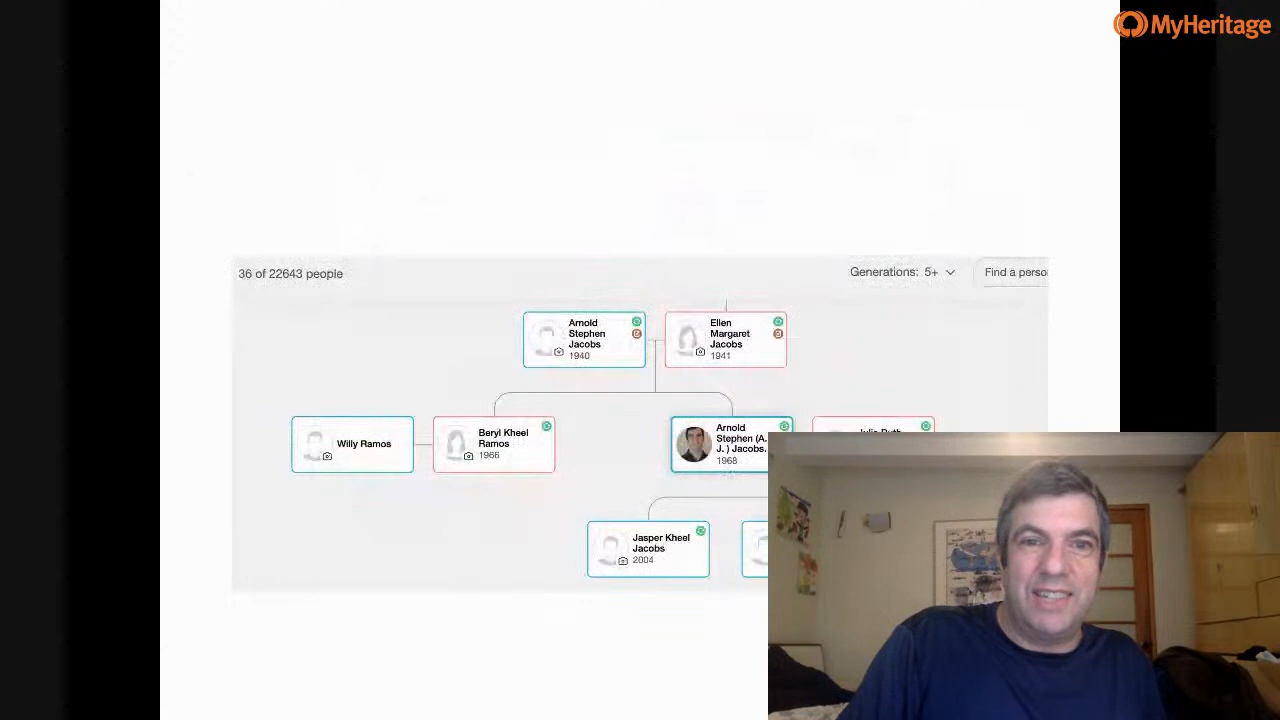 MyHeritage
36 of 22643 people
Generations: 5+
Find a perso
Arnold
Stephen
Jacobs
1940
Ellen
Margaret
Jacobs
1941
Willy Ramos
Beryl Kheel
Ramos
1966
Arnold
Stephen (A.
J. ) Jacobs.
1968
Jasper Kheel
Jacobs
2004